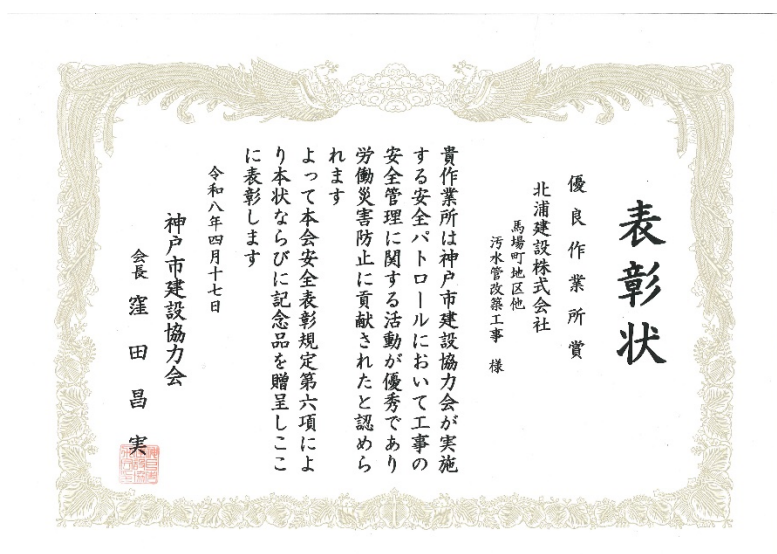 表彰状
優良作業所賞
北浦建設株式会社
馬場町地区他
汚水管改築工事 様
貴作業所は神戸市建設協力会が実施
する安全パトロールにおいて工事の
安全管理に関する活動が優秀であり
労働災害防止に貢献されたと認めら
れます
よって本会安全表彰規定第六項によ
り本状ならびに記念品を贈呈しここ
に表彰します
令和八年四月十七日
神戸市建設協力会
会長 窪田昌実